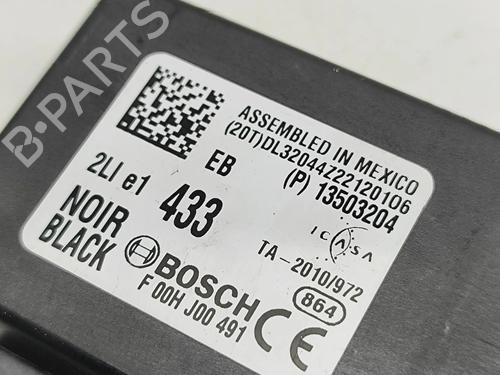 B-PARTS
ASSEMBLED IN MEXICO
(20T)DL32044Z22120106
(P) 13503204
EB
2LI e1
433
ICASA
TA-2010/972
NOIR
BLACK
BOSCH
F 00H J00 491
864
CE